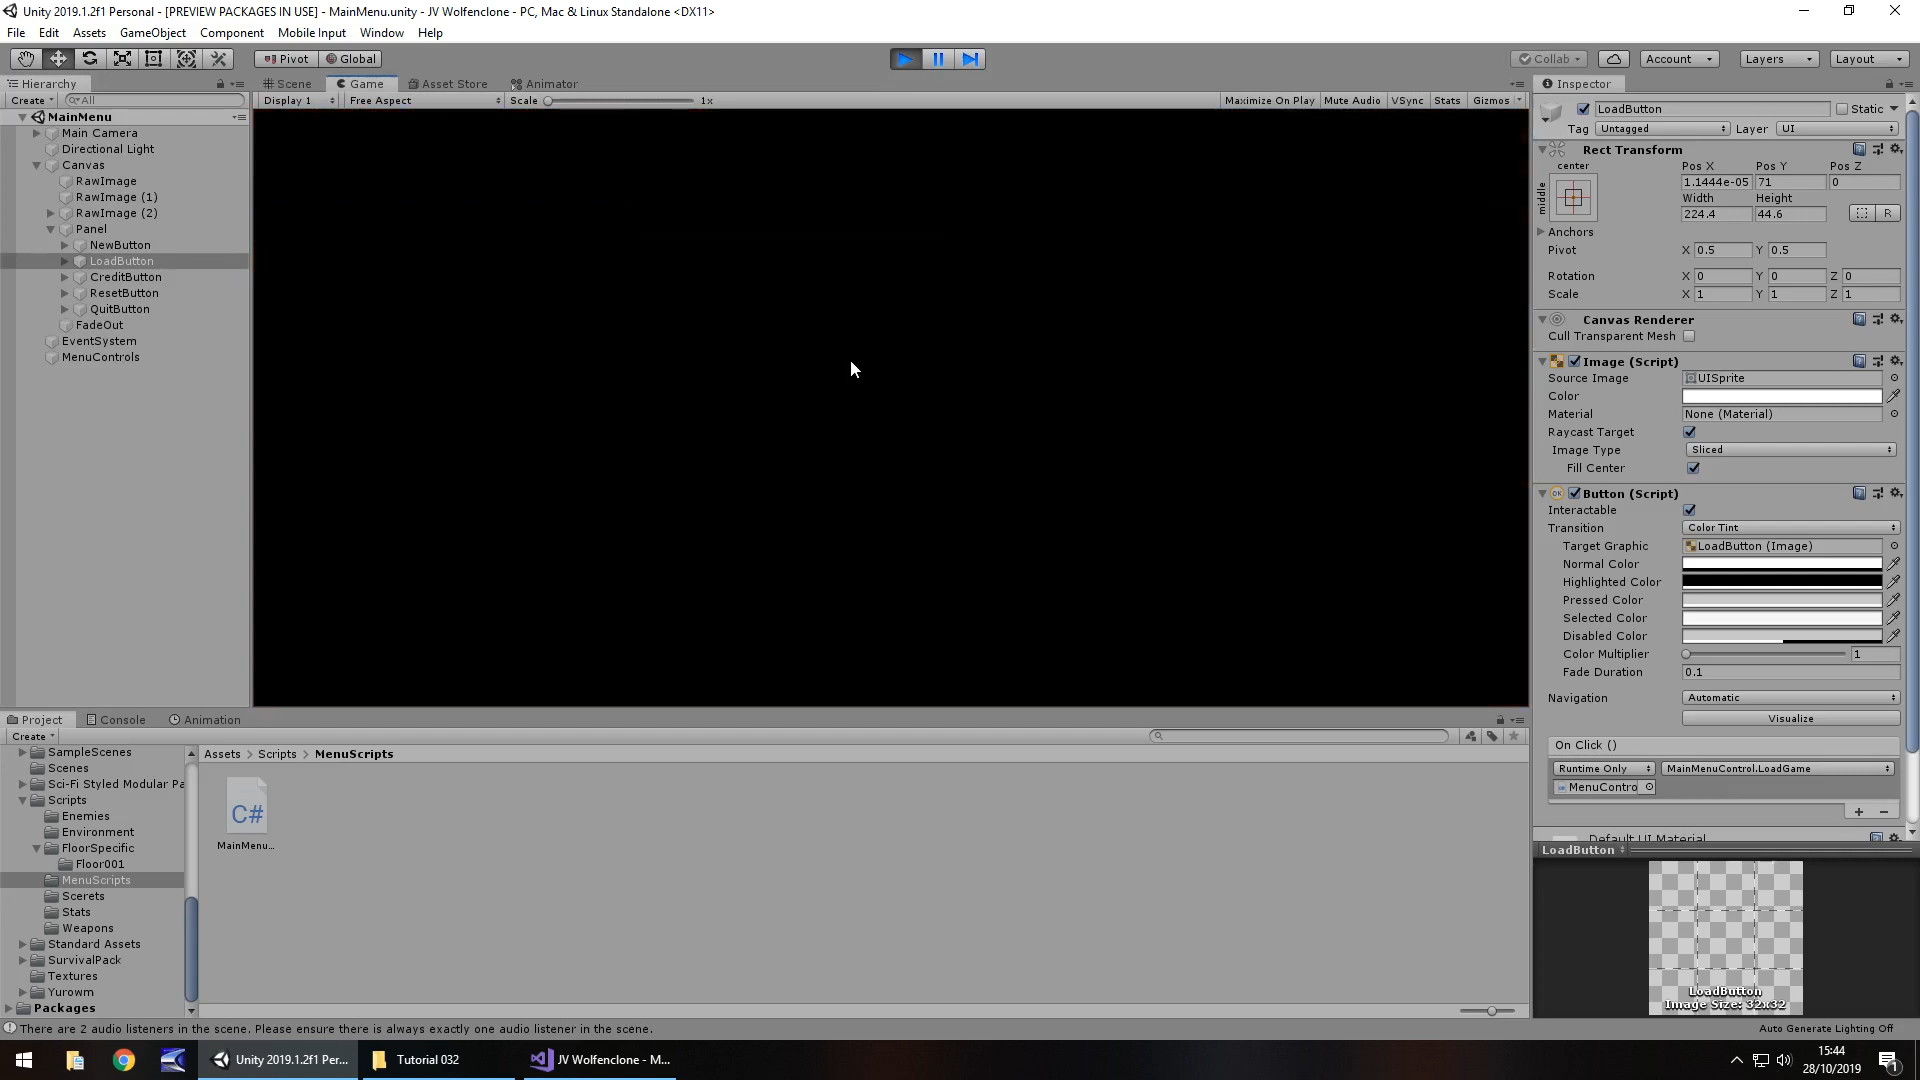 Unity 2019.1.2f1 Personal - [PREVIEW PACKAGES IN USE] - MainMenu.unity - JV Wolfenclone - PC, Mac & Linux Standalone <DX11>
File Edit Assets GameObject Component Mobile Input Window Help
Pivot Global Collab Account Layers Layout
Hierarchy Scene Game Asset Store Animator Inspector
Create All Display 1 Free Aspect Scale 1x Maximize On Play Mute Audio VSync Stats Gizmos
LoadButton Static
Tag Untagged Layer UI
MainMenu
Main Camera
Directional Light
Canvas
RawImage
RawImage (1)
RawImage (2)
Panel
NewButton
LoadButton
CreditButton
ResetButton
QuitButton
FadeOut
EventSystem
MenuControls
Rect Transform
center Pos X Pos Y Pos Z
middle
1.1444e-05 71 0
Width Height
224.4 44.6 R
Anchors
Pivot X 0.5 Y 0.5
Rotation X 0 Y 0 Z 0
Scale X 1 Y 1 Z 1
Canvas Renderer
Cull Transparent Mesh
Image (Script)
Source Image UISprite
Color
Material None (Material)
Raycast Target
Image Type Sliced
Fill Center
OK Button (Script)
Interactable
Transition Color Tint
Target Graphic LoadButton (Image)
Normal Color
Highlighted Color
Pressed Color
Selected Color
Disabled Color
Color Multiplier 1
Fade Duration 0.1
Navigation Automatic
Visualize
On Click ()
Runtime Only MainMenuControl.LoadGame
MenuContro
+ −
Default UI Material
LoadButton
LoadButton
Image Size: 32x32
Project Console Animation
Create
SampleScenes
Scenes
Sci-Fi Styled Modular Pa
Scripts
Enemies
Environment
FloorSpecific
Floor001
MenuScripts
Scerets
Stats
Weapons
Standard Assets
SurvivalPack
Textures
Yurowm
Packages
Assets > Scripts > MenuScripts
C#
MainMenu...
There are 2 audio listeners in the scene. Please ensure there is always exactly one audio listener in the scene.
Auto Generate Lighting Off
Unity 2019.1.2f1 Per... Tutorial 032 JV Wolfenclone - M...
15:44
28/10/2019
1